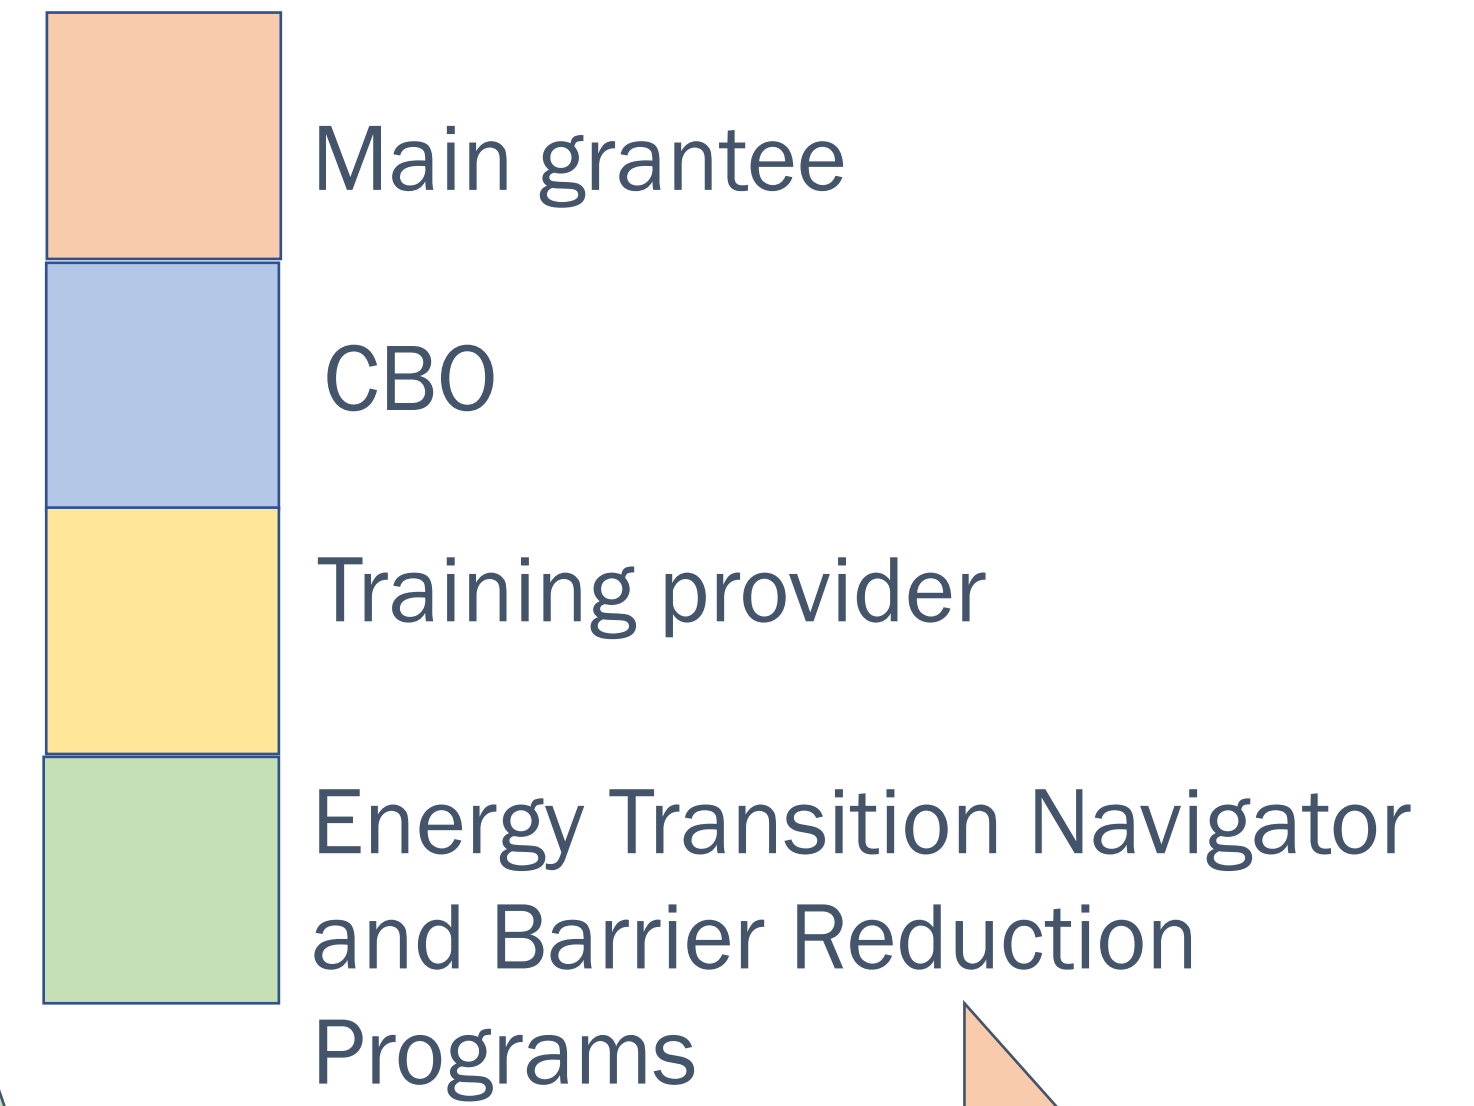 Main grantee
CBO
Training provider
Energy Transition Navigator
and Barrier Reduction
Programs